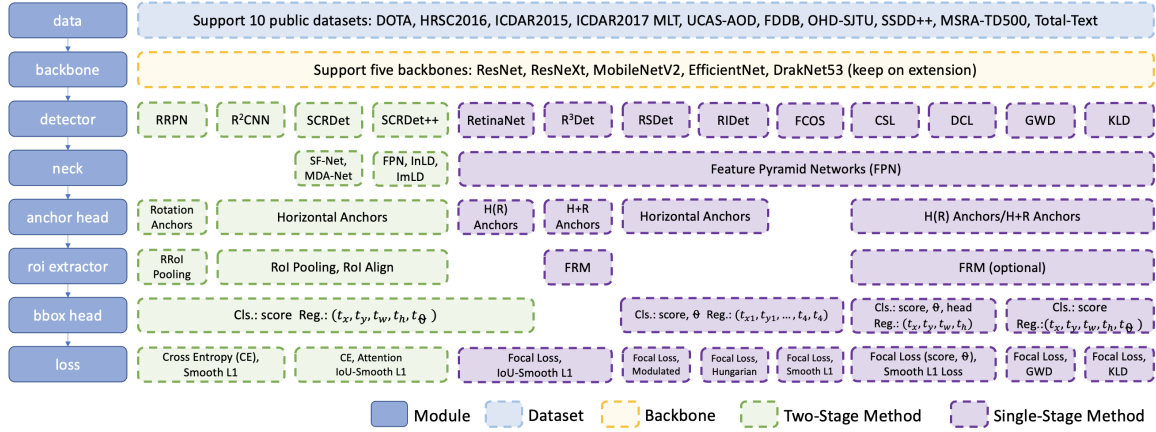 data
Support 10 public datasets: DOTA, HRSC2016, ICDAR2015, ICDAR2017 MLT, UCAS-AOD, FDDB, OHD-SJTU, SSDD++, MSRA-TD500, Total-Text
backbone
Support five backbones: ResNet, ResNeXt, MobileNetV2, EfficientNet, DrakNet53 (keep on extension)
detector
RRPN
R²CNN
SCRDet
SCRDet++
RetinaNet
R³Det
RSDet
RIDet
FCOS
CSL
DCL
GWD
KLD
neck
SF-Net,
MDA-Net
FPN, InLD,
ImLD
Feature Pyramid Networks (FPN)
anchor head
Rotation
Anchors
Horizontal Anchors
H(R)
Anchors
H+R
Anchors
Horizontal Anchors
H(R) Anchors/H+R Anchors
roi extractor
RRoI
Pooling
RoI Pooling, RoI Align
FRM
FRM (optional)
bbox head
Cls.: score Reg.: (tₓ, t_y, t_w, t_h, t_θ )
Cls.: score, θ Reg.: (t_x1, t_y1, ..., t₄, t₄)
Cls.: score, θ, head
Reg.: (tₓ, t_y, t_w, t_h)
Cls.: score
Reg.:(tₓ, t_y, t_w, t_h, t_θ )
loss
Cross Entropy (CE),
Smooth L1
CE, Attention
IoU-Smooth L1
Focal Loss,
IoU-Smooth L1
Focal Loss,
Modulated
Focal Loss,
Hungarian
Focal Loss,
Smooth L1
Focal Loss (score, θ),
Smooth L1 Loss
Focal Loss,
GWD
Focal Loss,
KLD
Module
Dataset
Backbone
Two-Stage Method
Single-Stage Method